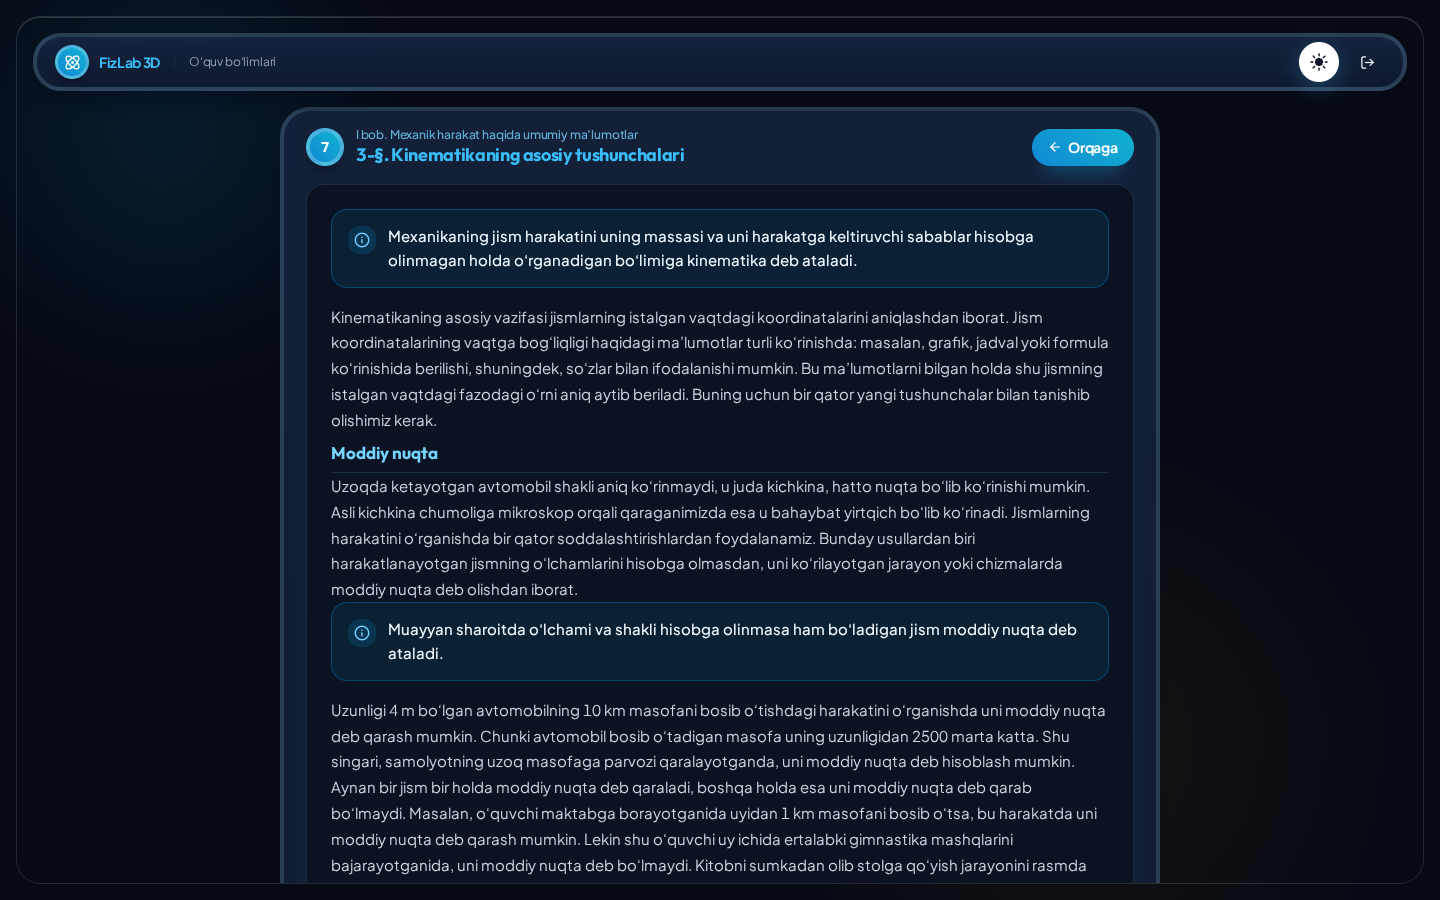 FizLab 3D
O'quv bo'limlari
7
I bob. Mexanik harakat haqida umumiy ma'lumotlar
3-§. Kinematikaning asosiy tushunchalari
Orqaga
Mexanikaning jism harakatini uning massasi va uni harakatga keltiruvchi sabablar hisobga
olinmagan holda o‘rganadigan bo‘limiga kinematika deb ataladi.
Kinematikaning asosiy vazifasi jismlarning istalgan vaqtdagi koordinatalarini aniqlashdan iborat. Jism
koordinatalarining vaqtga bog‘liqligi haqidagi ma’lumotlar turli ko‘rinishda: masalan, grafik, jadval yoki formula
ko‘rinishida berilishi, shuningdek, so‘zlar bilan ifodalanishi mumkin. Bu ma’lumotlarni bilgan holda shu jismning
istalgan vaqtdagi fazodagi o‘rni aniq aytib beriladi. Buning uchun bir qator yangi tushunchalar bilan tanishib
olishimiz kerak.
Moddiy nuqta
Uzoqda ketayotgan avtomobil shakli aniq ko‘rinmaydi, u juda kichkina, hatto nuqta bo‘lib ko‘rinishi mumkin.
Asli kichkina chumoliga mikroskop orqali qaraganimizda esa u bahaybat yirtqich bo‘lib ko‘rinadi. Jismlarning
harakatini o‘rganishda bir qator soddalashtirishlardan foydalanamiz. Bunday usullardan biri
harakatlanayotgan jismning o‘lchamlarini hisobga olmasdan, uni ko‘rilayotgan jarayon yoki chizmalarda
moddiy nuqta deb olishdan iborat.
Muayyan sharoitda o‘lchami va shakli hisobga olinmasa ham bo‘ladigan jism moddiy nuqta deb
ataladi.
Uzunligi 4 m bo‘lgan avtomobilning 10 km masofani bosib o‘tishdagi harakatini o‘rganishda uni moddiy nuqta
deb qarash mumkin. Chunki avtomobil bosib o‘tadigan masofa uning uzunligidan 2500 marta katta. Shu
singari, samolyotning uzoq masofaga parvozi qaralayotganda, uni moddiy nuqta deb hisoblash mumkin.
Aynan bir jism bir holda moddiy nuqta deb qaraladi, boshqa holda esa uni moddiy nuqta deb qarab
bo‘lmaydi. Masalan, o‘quvchi maktabga borayotganida uyidan 1 km masofani bosib o‘tsa, bu harakatda uni
moddiy nuqta deb qarash mumkin. Lekin shu o‘quvchi uy ichida ertalabki gimnastika mashqlarini
bajarayotganida, uni moddiy nuqta deb bo‘lmaydi. Kitobni sumkadan olib stolga qo‘yish jarayonini rasmda